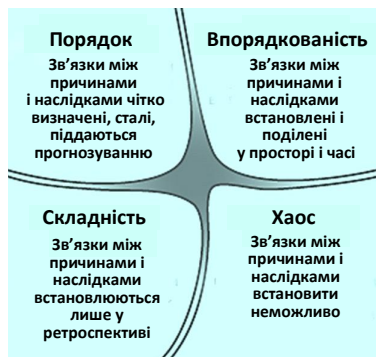 Порядок
Зв’язки між
причинами
і наслідками чітко
визначені, сталі,
піддаються
прогнозуванню
Впорядкованість
Зв’язки між
причинами і
наслідками
встановлені і
поділені
у просторі і часі
Складність
Зв’язки між
причинами і
наслідками
встановлюються
лише у
ретроспективі
Хаос
Зв’язки між
причинами і
наслідками
встановити
неможливо